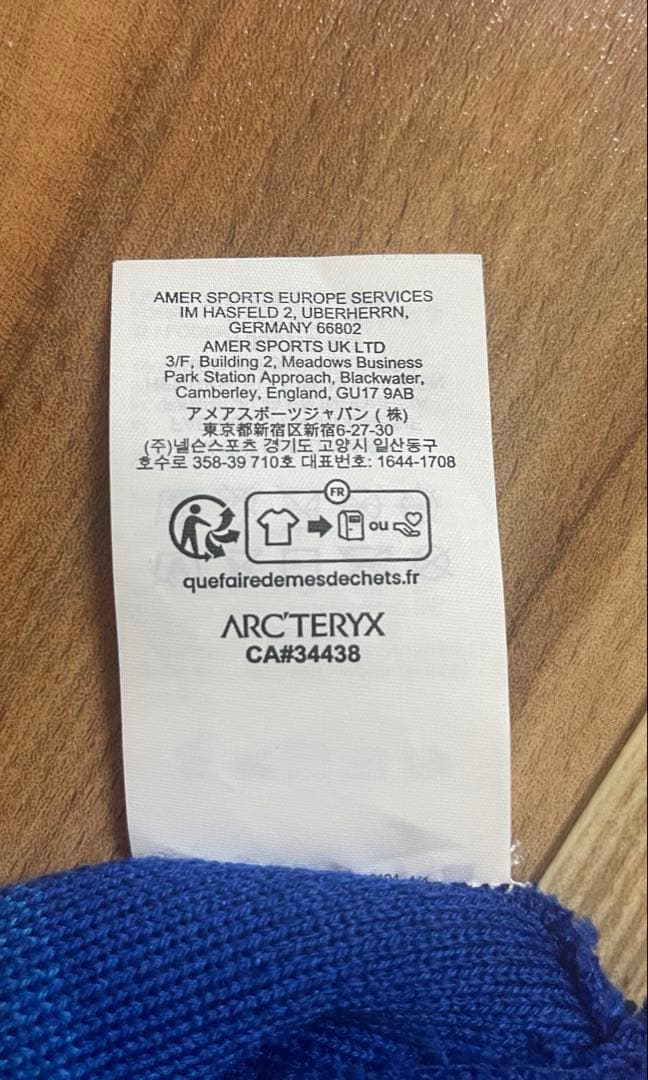 AMER SPORTS EUROPE SERVICES
IM HASFELD 2, UBERHERRN,
GERMANY 66802
AMER SPORTS UK LTD
3/F, Building 2, Meadows Business
Park Station Approach, Blackwater,
Camberley, England, GU17 9AB
アメアスポーツジャパン ( 株)
東京都新宿区新宿6-27-30
(주)넬슨스포츠 경기도 고양시 일산동구
호수로 358-39 710호 대표번호: 1644-1708
FR
ou
quefairedemesdechets.fr
ARC'TERYX
CA#34438